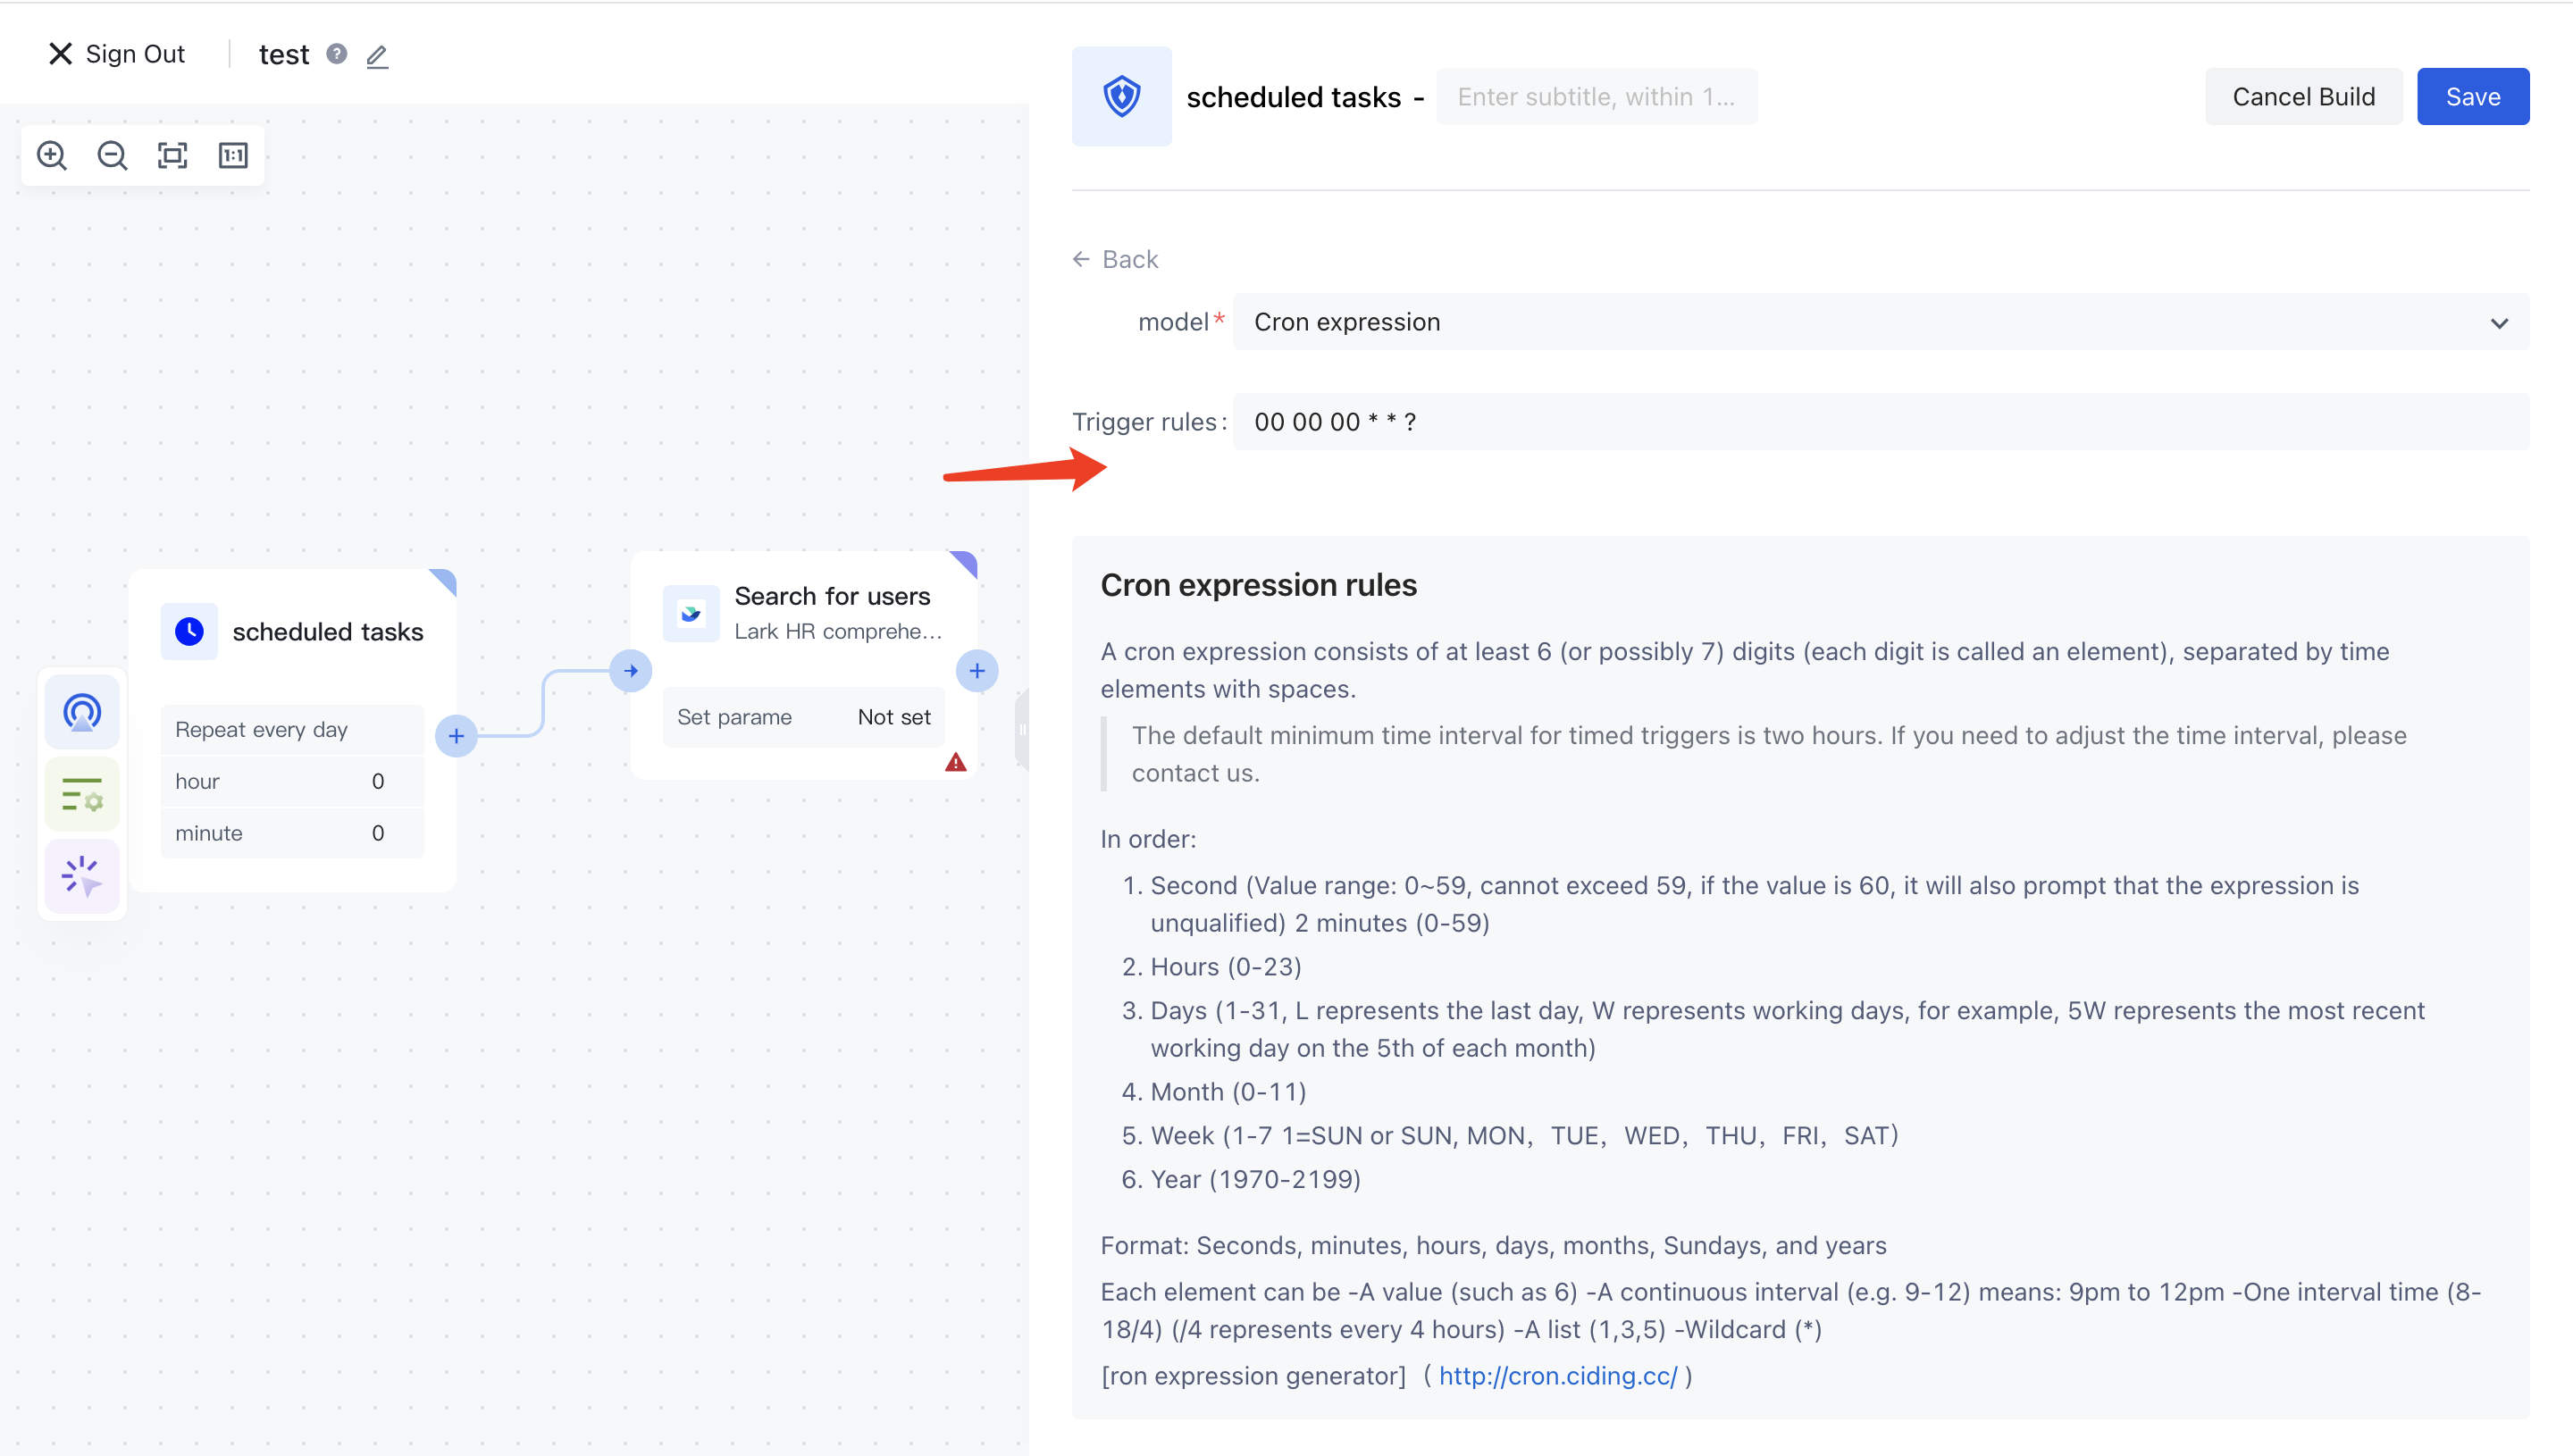 Sign Out
test
scheduled tasks -
Enter subtitle, within 1...
Cancel Build
Save
1:1
Back
model*
Cron expression
Trigger rules:
00 00 00 * * ?
scheduled tasks
Repeat every day
hour 0
minute 0
Search for users
Lark HR comprehe...
Set parame Not set
Cron expression rules
A cron expression consists of at least 6 (or possibly 7) digits (each digit is called an element), separated by time
elements with spaces.
The default minimum time interval for timed triggers is two hours. If you need to adjust the time interval, please
contact us.
In order:
1. Second (Value range: 0~59, cannot exceed 59, if the value is 60, it will also prompt that the expression is
unqualified) 2 minutes (0-59)
2. Hours (0-23)
3. Days (1-31, L represents the last day, W represents working days, for example, 5W represents the most recent
working day on the 5th of each month)
4. Month (0-11)
5. Week (1-7 1=SUN or SUN, MON，TUE，WED，THU，FRI，SAT)
6. Year (1970-2199)
Format: Seconds, minutes, hours, days, months, Sundays, and years
Each element can be -A value (such as 6) -A continuous interval (e.g. 9-12) means: 9pm to 12pm -One interval time (8-
18/4) (/4 represents every 4 hours) -A list (1,3,5) -Wildcard (*)
[ron expression generator]（ http://cron.ciding.cc/ )